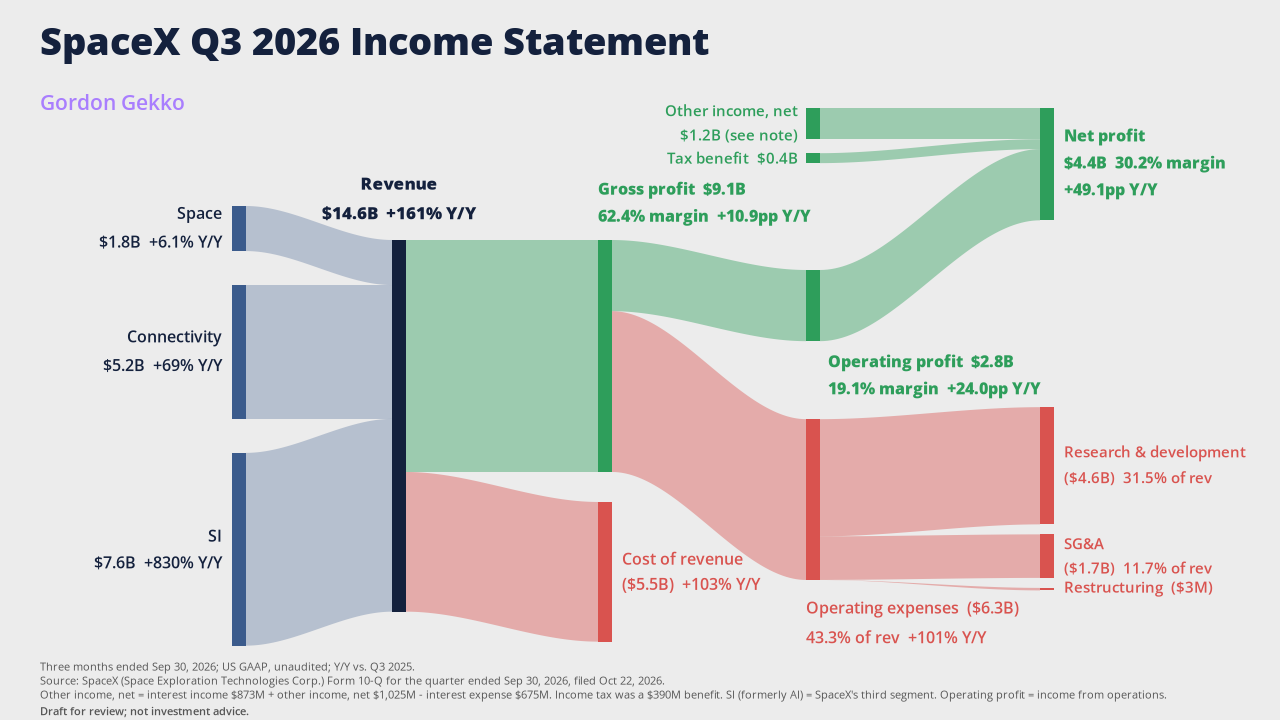 SpaceX Q3 2026 Income Statement
Gordon Gekko
Other income, net
$1.2B (see note)
Tax benefit $0.4B
Net profit
$4.4B 30.2% margin
+49.1pp Y/Y
Revenue
$14.6B +161% Y/Y
Gross profit $9.1B
62.4% margin +10.9pp Y/Y
Space
$1.8B +6.1% Y/Y
Connectivity
$5.2B +69% Y/Y
Operating profit $2.8B
19.1% margin +24.0pp Y/Y
Research & development
($4.6B) 31.5% of rev
SI
$7.6B +830% Y/Y
Cost of revenue
($5.5B) +103% Y/Y
SG&A
($1.7B) 11.7% of rev
Restructuring ($3M)
Operating expenses ($6.3B)
43.3% of rev +101% Y/Y
Three months ended Sep 30, 2026; US GAAP, unaudited; Y/Y vs. Q3 2025.
Source: SpaceX (Space Exploration Technologies Corp.) Form 10-Q for the quarter ended Sep 30, 2026, filed Oct 22, 2026.
Other income, net = interest income $873M + other income, net $1,025M - interest expense $675M. Income tax was a $390M benefit. SI (formerly AI) = SpaceX's third segment. Operating profit = income from operations.
Draft for review; not investment advice.